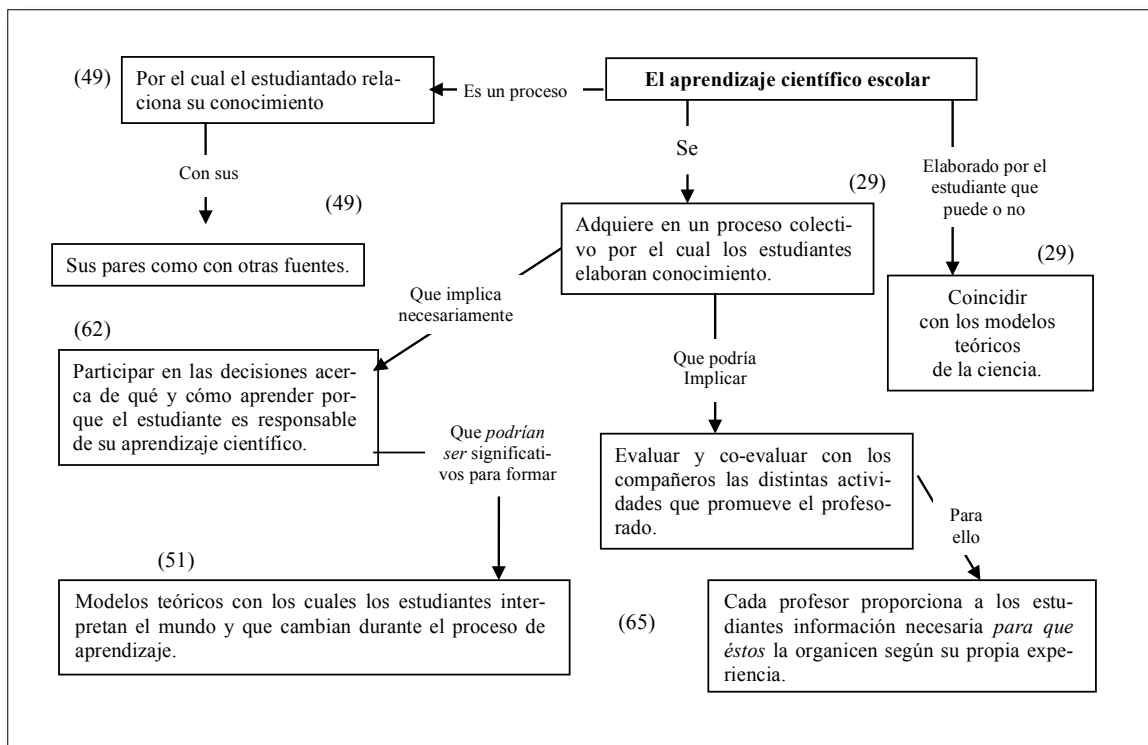 El aprendizaje científico escolar
Es un proceso
(49)
Por el cual el estudiantado rela-
ciona su conocimiento
Con sus
(49)
Sus pares como con otras fuentes.
Se
(29)
Adquiere en un proceso colecti-
vo por el cual los estudiantes
elaboran conocimiento.
Elaborado por el
estudiante que
puede o no
(29)
Coincidir
con los modelos
teóricos
de la ciencia.
Que implica
necesariamente
(62)
Participar en las decisiones acer-
ca de qué y cómo aprender por-
que el estudiante es responsable
de su aprendizaje científico.
Que podrían
ser significati-
vos para formar
(51)
Modelos teóricos con los cuales los estudiantes inter-
pretan el mundo y que cambian durante el proceso de
aprendizaje.
Que podría
Implicar
Evaluar y co-evaluar con los
compañeros las distintas activi-
dades que promueve el profeso-
rado.
Para
ello
(65)
Cada profesor proporciona a los estu-
diantes información necesaria para que
éstos la organicen según su propia expe-
riencia.